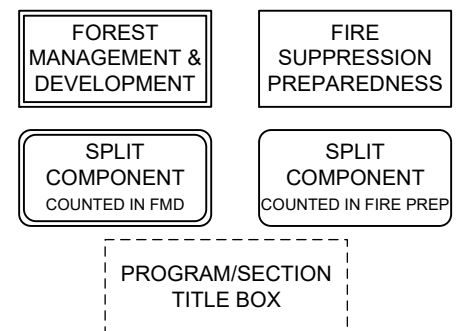 FOREST
MANAGEMENT &
DEVELOPMENT
FIRE
SUPPRESSION
PREPAREDNESS
SPLIT
COMPONENT
COUNTED IN FMD
SPLIT
COMPONENT
COUNTED IN FIRE PREP
PROGRAM/SECTION
TITLE BOX